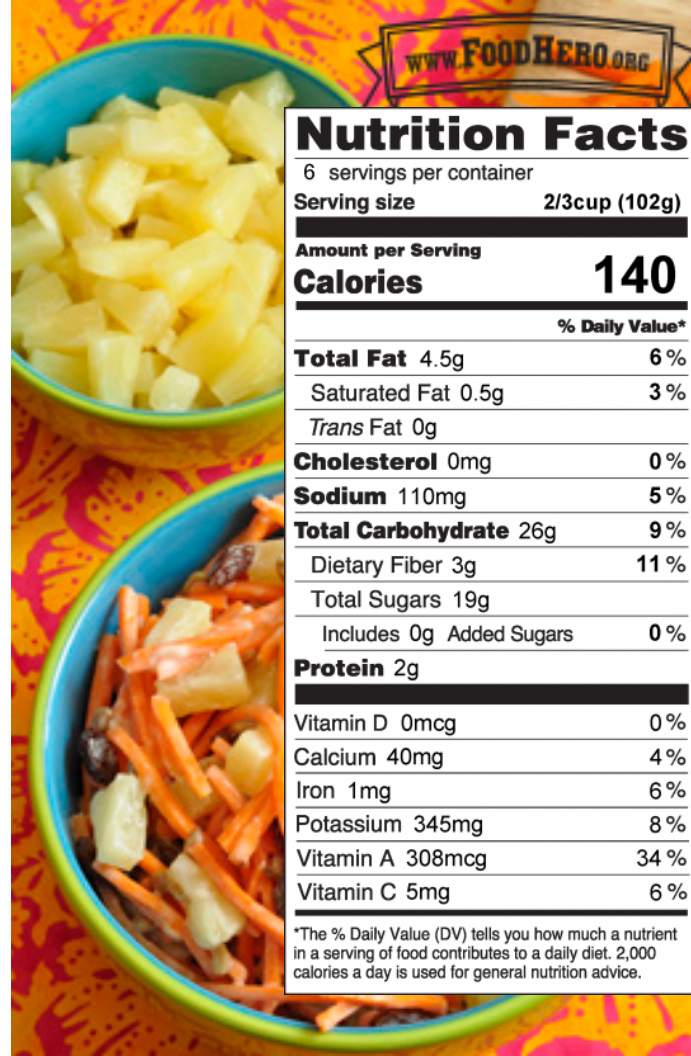 www.FoodHero.org
Nutrition Facts
6 servings per container
Serving size 2/3cup (102g)
Amount per Serving
Calories 140
% Daily Value*
Total Fat 4.5g 6%
Saturated Fat 0.5g 3%
Trans Fat 0g
Cholesterol 0mg 0%
Sodium 110mg 5%
Total Carbohydrate 26g 9%
Dietary Fiber 3g 11%
Total Sugars 19g
Includes 0g Added Sugars 0%
Protein 2g
Vitamin D 0mcg 0%
Calcium 40mg 4%
Iron 1mg 6%
Potassium 345mg 8%
Vitamin A 308mcg 34%
Vitamin C 5mg 6%
*The % Daily Value (DV) tells you how much a nutrient
in a serving of food contributes to a daily diet. 2,000
calories a day is used for general nutrition advice.